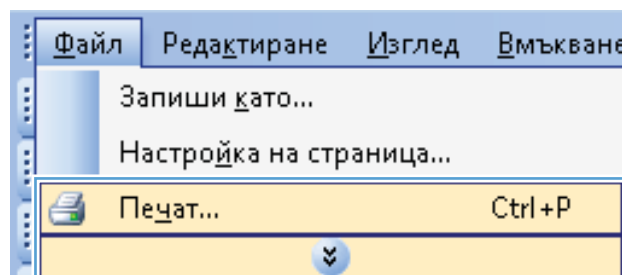 Файл Редактиране Изглед Вмъкване
Запиши като...
Настройка на страница...
Печат... Ctrl+P